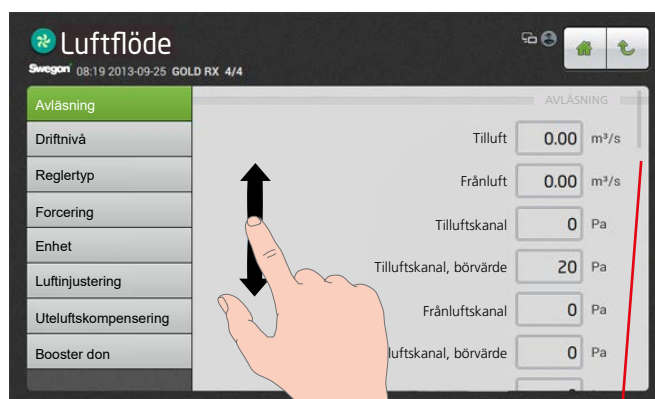 Luftflöde
Swegon 08:19 2013-09-25 GOLD RX 4/4
Avläsning
Driftnivå
Reglertyp
Forcering
Enhet
Luftinjustering
Uteluftskompensering
Booster don
AVLÄSNING
Tilluft 0.00 m³/s
Frånluft 0.00 m³/s
Tilluftskanal 0 Pa
Tilluftskanal, börvärde 20 Pa
Frånluftskanal 0 Pa
luftskanal, börvärde 0 Pa